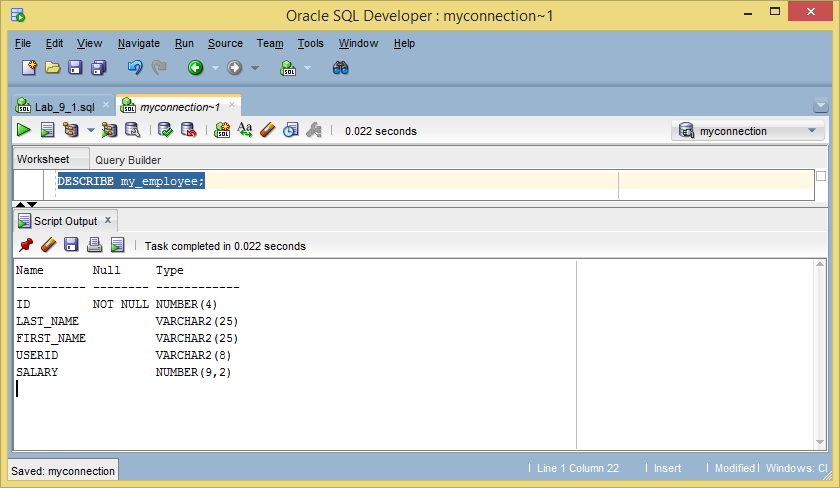 Oracle SQL Developer : myconnection~1
File Edit View Navigate Run Source Team Tools Window Help
Lab_9_1.sql myconnection~1
0.022 seconds myconnection
Worksheet Query Builder
DESCRIBE my_employee;
Script Output
Task completed in 0.022 seconds
Name Null Type
---------- -------- ------------
ID NOT NULL NUMBER(4)
LAST_NAME VARCHAR2(25)
FIRST_NAME VARCHAR2(25)
USERID VARCHAR2(8)
SALARY NUMBER(9,2)
Saved: myconnection Line 1 Column 22 Insert Modified Windows: Cl